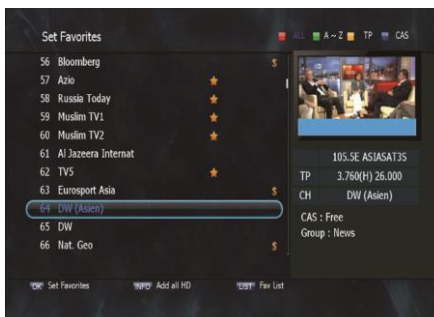 Set Favorites
ALL A ~ Z TP CAS
56 Bloomberg $
57 Azio
58 Russia Today
59 Muslim TV1
60 Muslim TV2
61 Al Jazeera Internat
62 TV5
63 Eurosport Asia $
64 DW (Asien)
65 DW
66 Nat. Geo $
105.5E ASIASAT3S
TP 3.760(H) 26.000
CH DW (Asien)
CAS : Free
Group : News
OK Set Favorites INFO Add all HD LIST Fav List